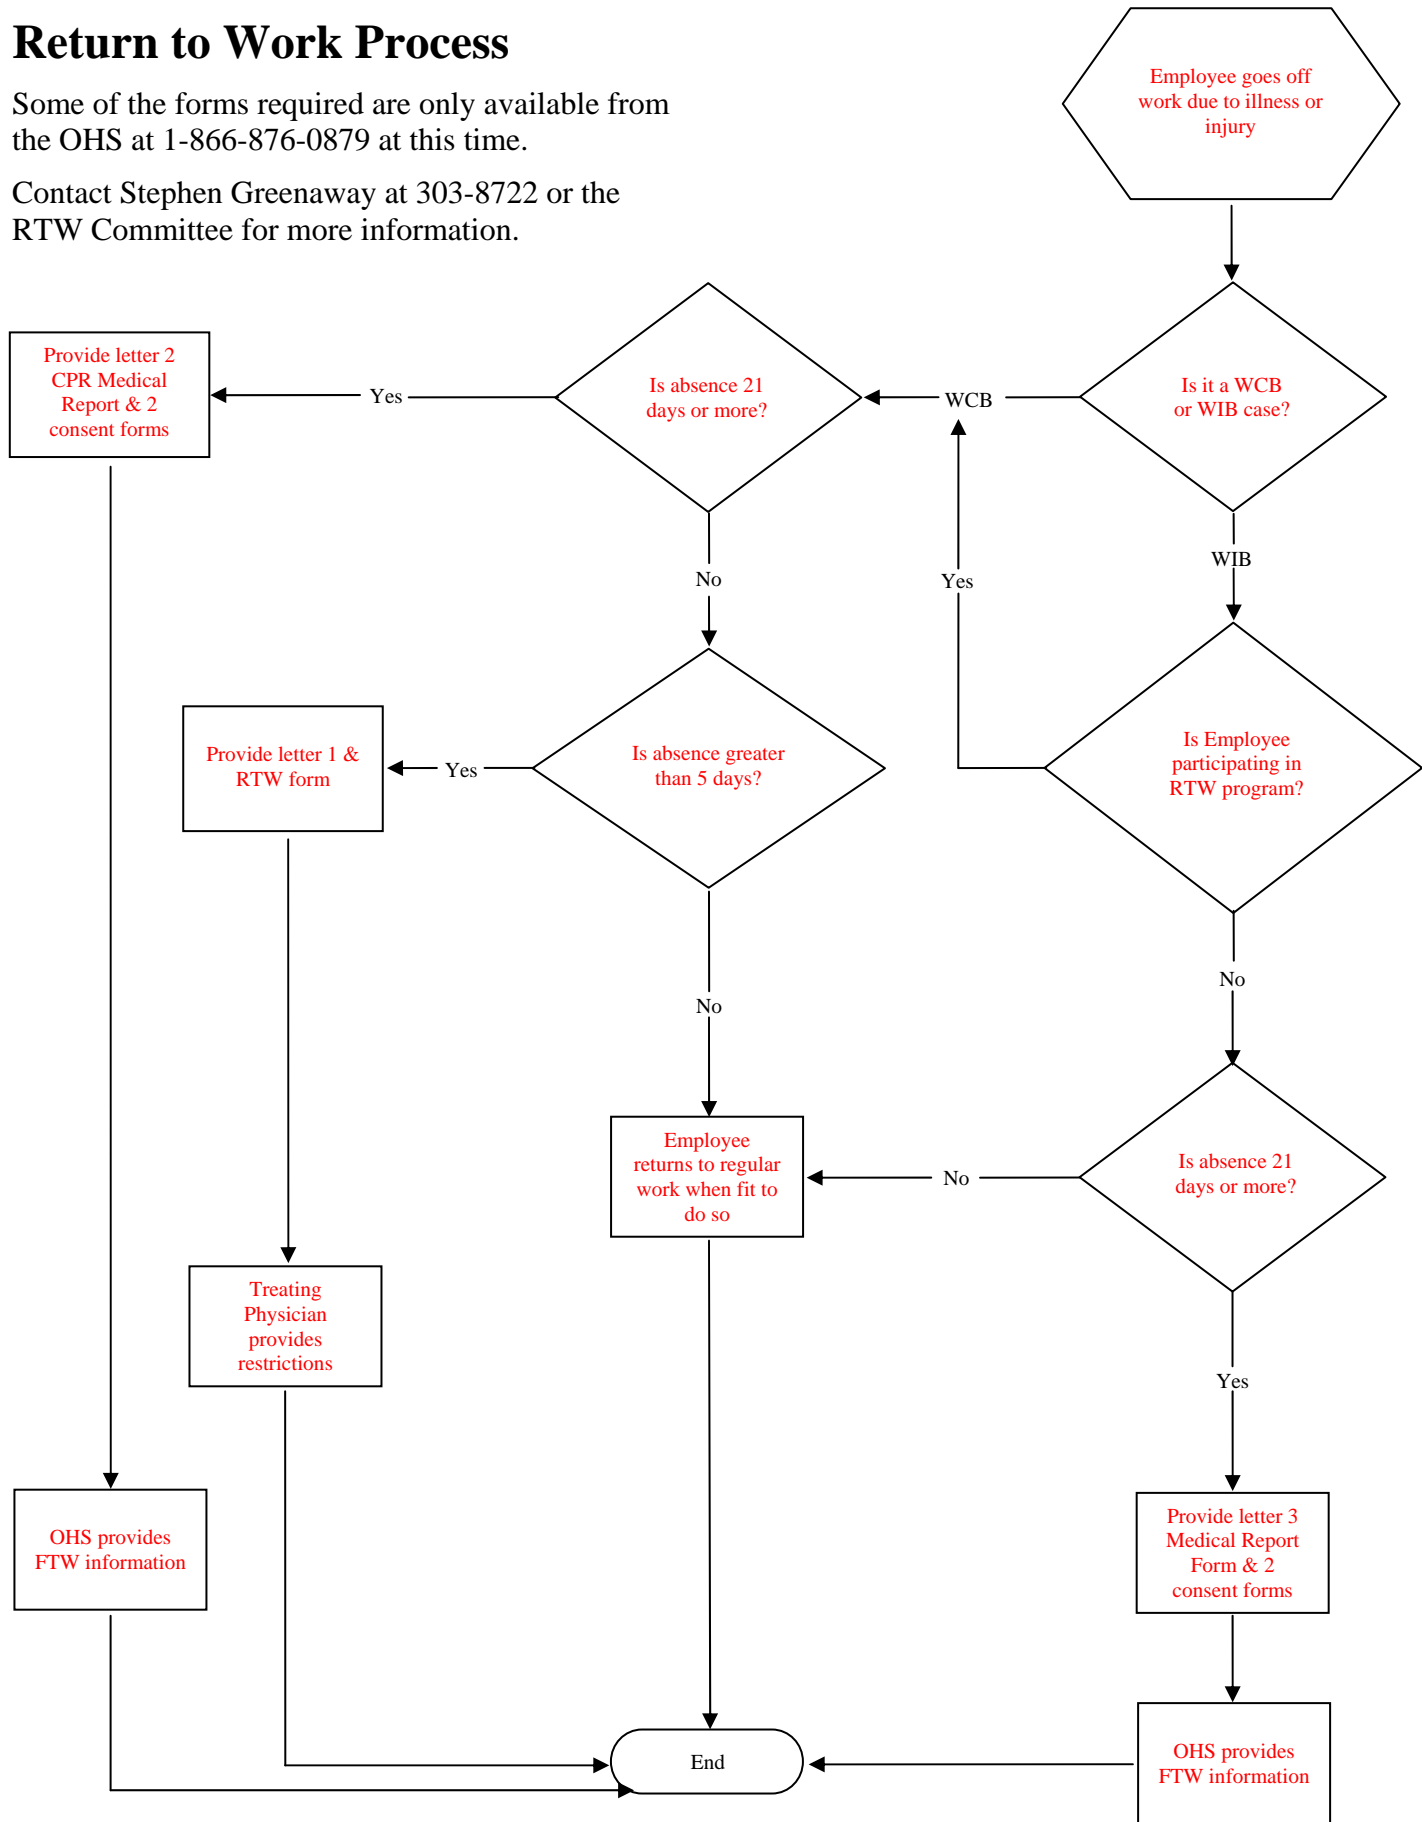 Return to Work Process
Some of the forms required are only available from
the OHS at 1-866-876-0879 at this time.
Contact Stephen Greenaway at 303-8722 or the
RTW Committee for more information.
Employee goes off
work due to illness or
injury
Is it a WCB
or WIB case?
WCB
Is absence 21
days or more?
Yes
Provide letter 2
CPR Medical
Report & 2
consent forms
No
Yes
WIB
Is Employee
participating in
RTW program?
Is absence greater
than 5 days?
Yes
Provide letter 1 &
RTW form
No
No
Is absence 21
days or more?
No
Employee
returns to regular
work when fit to
do so
Treating
Physician
provides
restrictions
Yes
OHS provides
FTW information
Provide letter 3
Medical Report
Form & 2
consent forms
OHS provides
FTW information
End